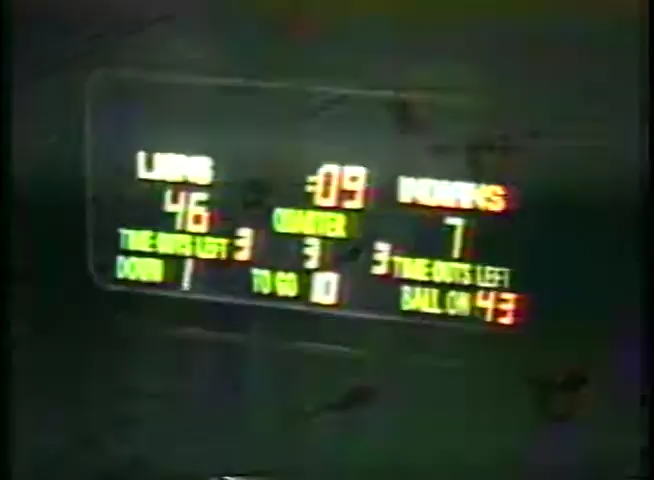 LIONS :09 INDIANS
46 QUARTER 7
TIME OUTS LEFT 3 3 3 TIME OUTS LEFT
DOWN 1 TO GO 10 BALL ON 43